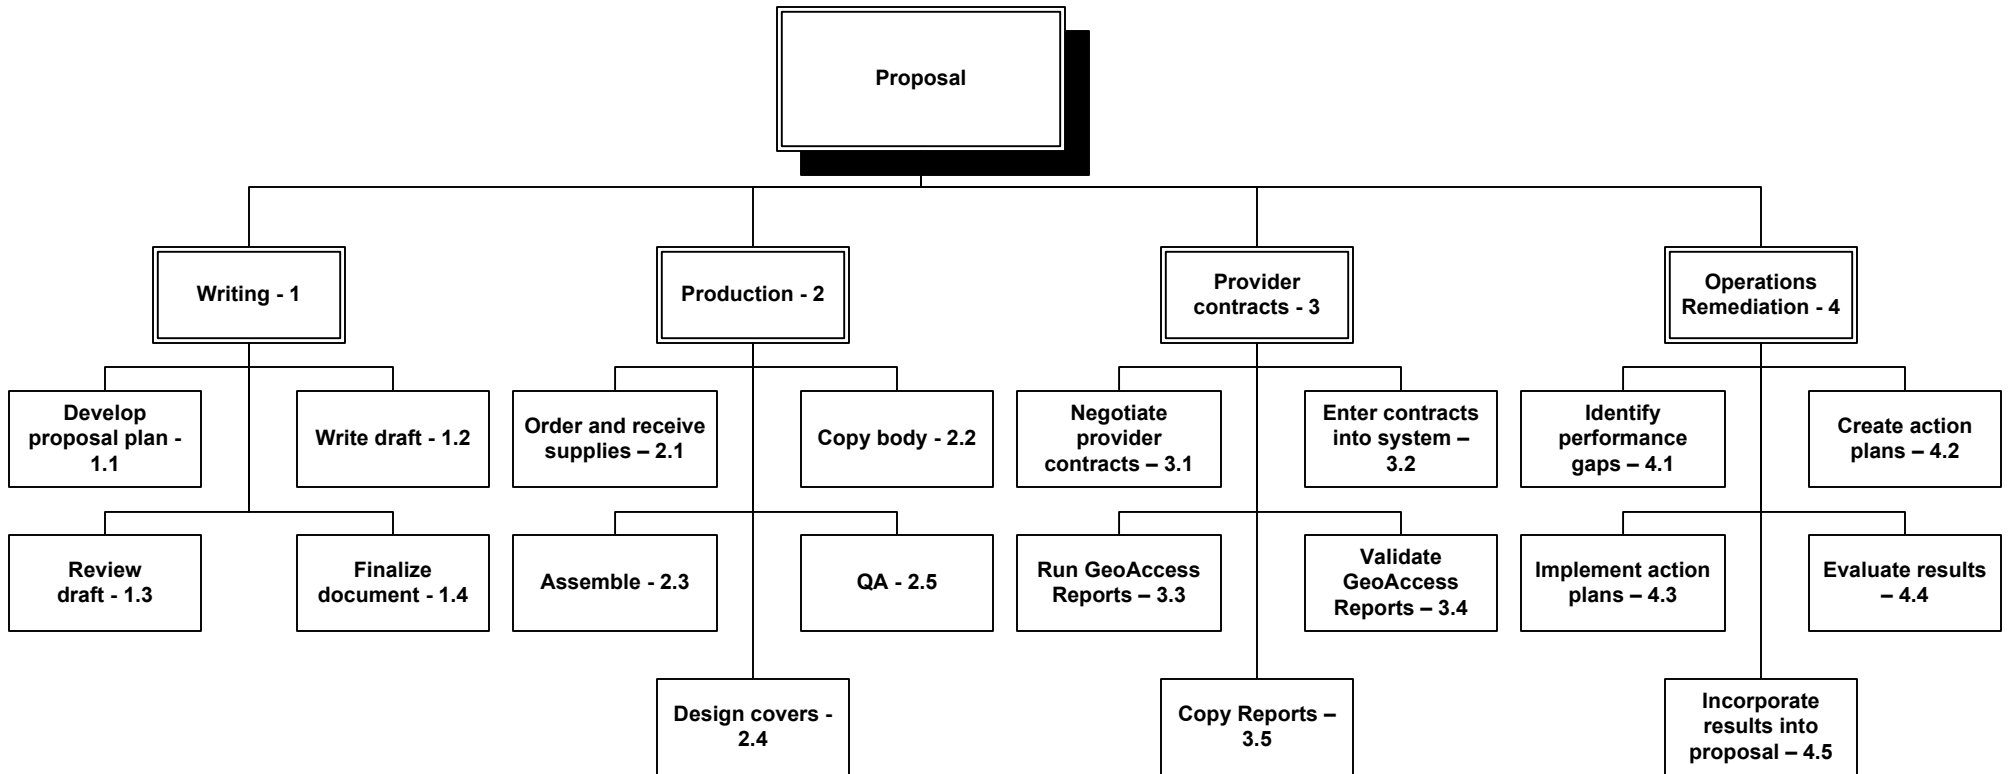 Proposal
Writing - 1
Production - 2
Provider
contracts - 3
Operations
Remediation - 4
Develop
proposal plan -
1.1
Write draft - 1.2
Order and receive
supplies – 2.1
Copy body - 2.2
Negotiate
provider
contracts – 3.1
Enter contracts
into system –
3.2
Identify
performance
gaps – 4.1
Create action
plans – 4.2
Review
draft - 1.3
Finalize
document - 1.4
Assemble - 2.3
QA - 2.5
Run GeoAccess
Reports – 3.3
Validate
GeoAccess
Reports – 3.4
Implement action
plans – 4.3
Evaluate results
– 4.4
Design covers -
2.4
Copy Reports –
3.5
Incorporate
results into
proposal – 4.5